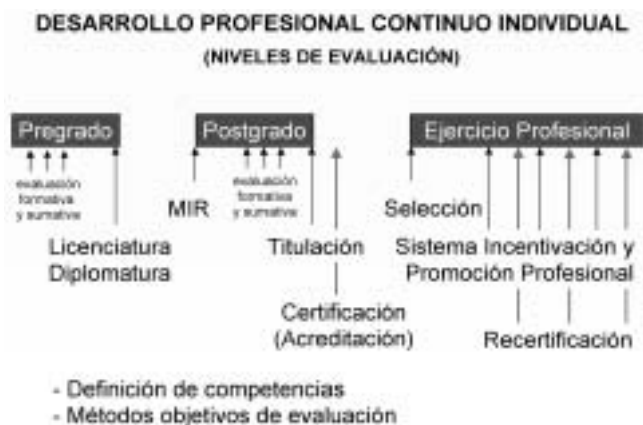 DESARROLLO PROFESIONAL CONTINUO INDIVIDUAL
(NIVELES DE EVALUACIÓN)
Pregrado
Postgrado
Ejercicio Profesional
evaluación
formativa
y sumativa
evaluación
formativa
y sumativa
MIR
Selección
Licenciatura
Diplomatura
Titulación
Sistema Incentivación y
Promoción Profesional
Certificación
(Acreditación)
Recertificación
- Definición de competencias
- Métodos objetivos de evaluación